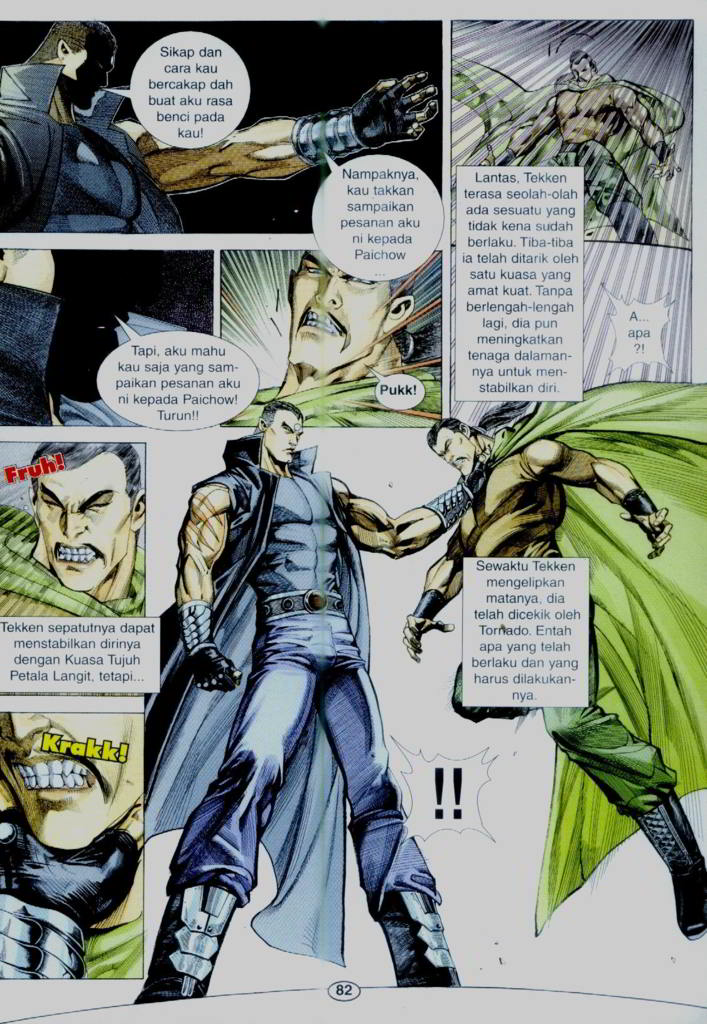 Sikap dan
cara kau
bercakap dah
buat aku rasa
benci pada
kau!
Nampaknya,
kau takkan
sampaikan
pesanan aku
ni kepada
Paichow
...
Lantas, Tekken
terasa seolah-olah
ada sesuatu yang
tidak kena sudah
berlaku. Tiba-tiba
ia telah ditarik oleh
satu kuasa yang
amat kuat. Tanpa
berlengah-lengah
lagi, dia pun
meningkatkan
tenaga dalaman-
nya untuk men-
stabilkan diri.
A...
apa
?!
Tapi, aku mahu
kau saja yang sam-
paikan pesanan aku
ni kepada Paichow!
Turun!!
Pukk!
Fruh!
Tekken sepatutnya dapat
menstabilkan dirinya
dengan Kuasa Tujuh
Petala Langit, tetapi...
Sewaktu Tekken
mengelipkan
matanya, dia
telah dicekik oleh
Tornado. Entah
apa yang telah
berlaku dan yang
harus dilakukan-
nya.
Krakk!
!!
82